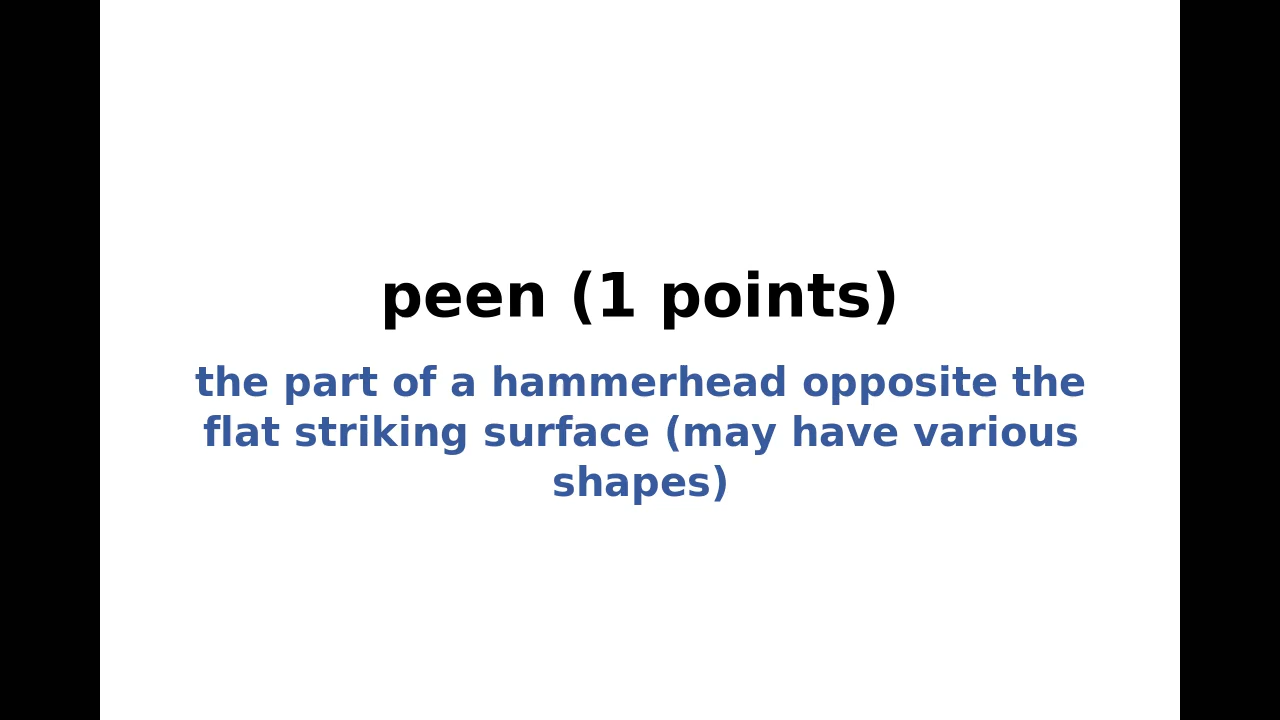 peen (1 points)
the part of a hammerhead opposite the
flat striking surface (may have various
shapes)